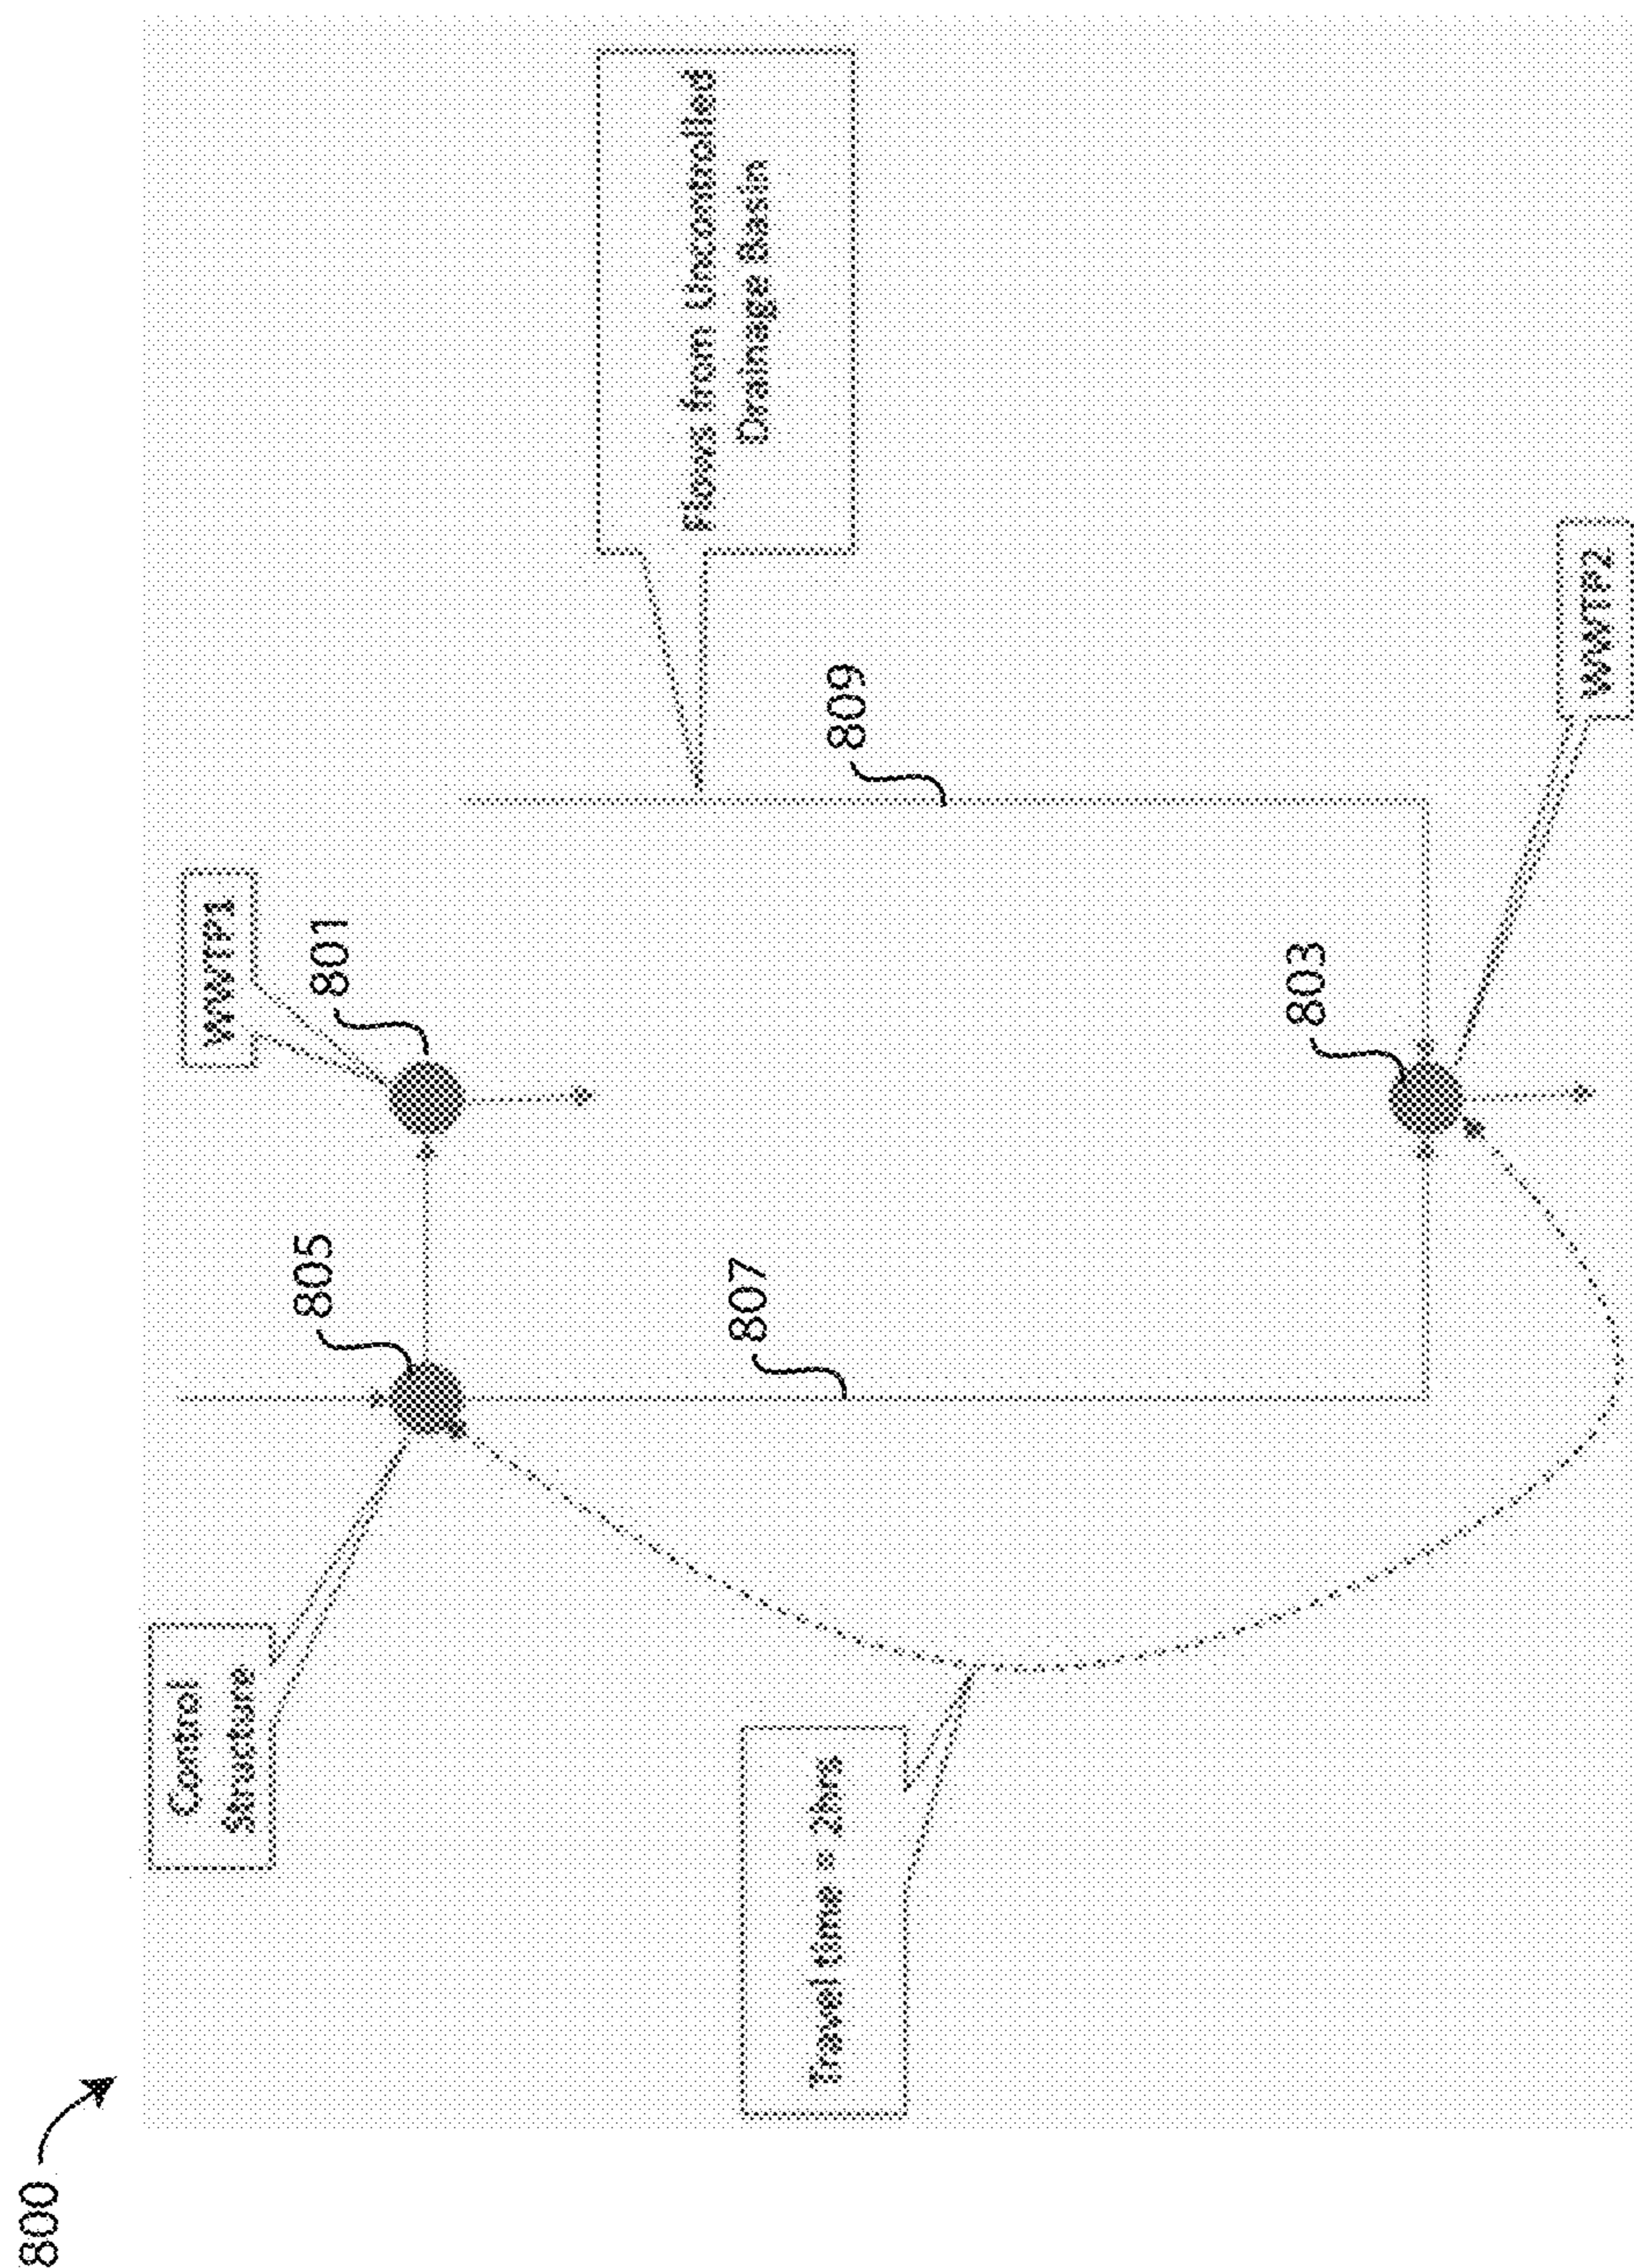 800
Control
Structure
805
WWTP1
801
Travel time = 2hrs
807
Flows from Uncontrolled
Drainage Basin
809
803
WWTP2